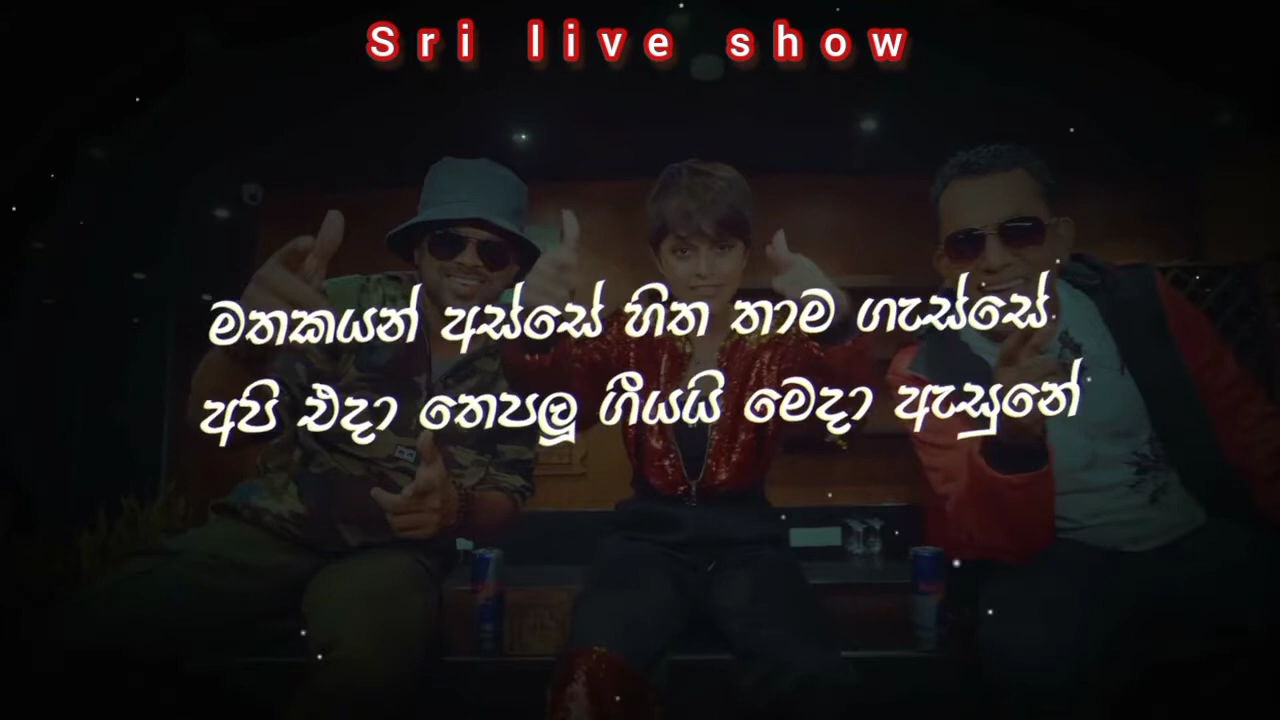 Sri live show
මතකයන් අස්සේ හිත තාම ගැස්සේ
අපි එදා තෙපලූ ගීයයි මෙදා ඇසුනේ